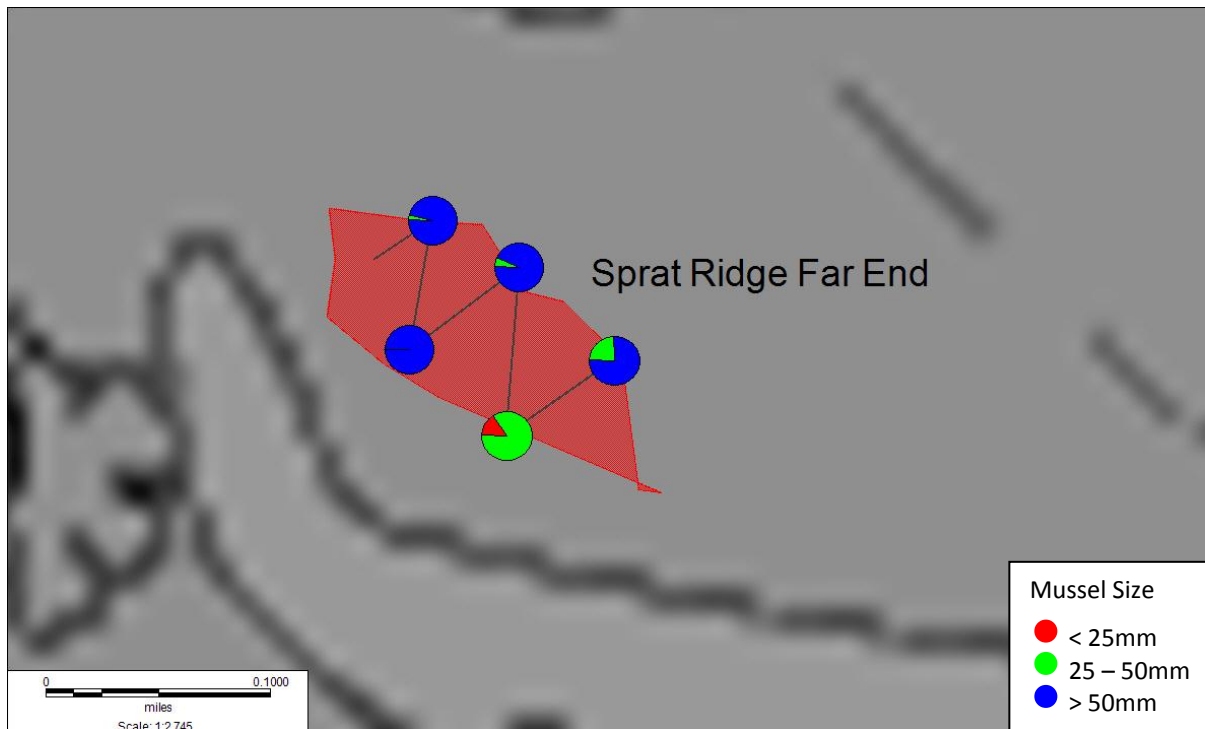 Sprat Ridge Far End
Mussel Size
< 25mm
25 – 50mm
> 50mm
0 0.1000
miles
Scale: 1:2,745